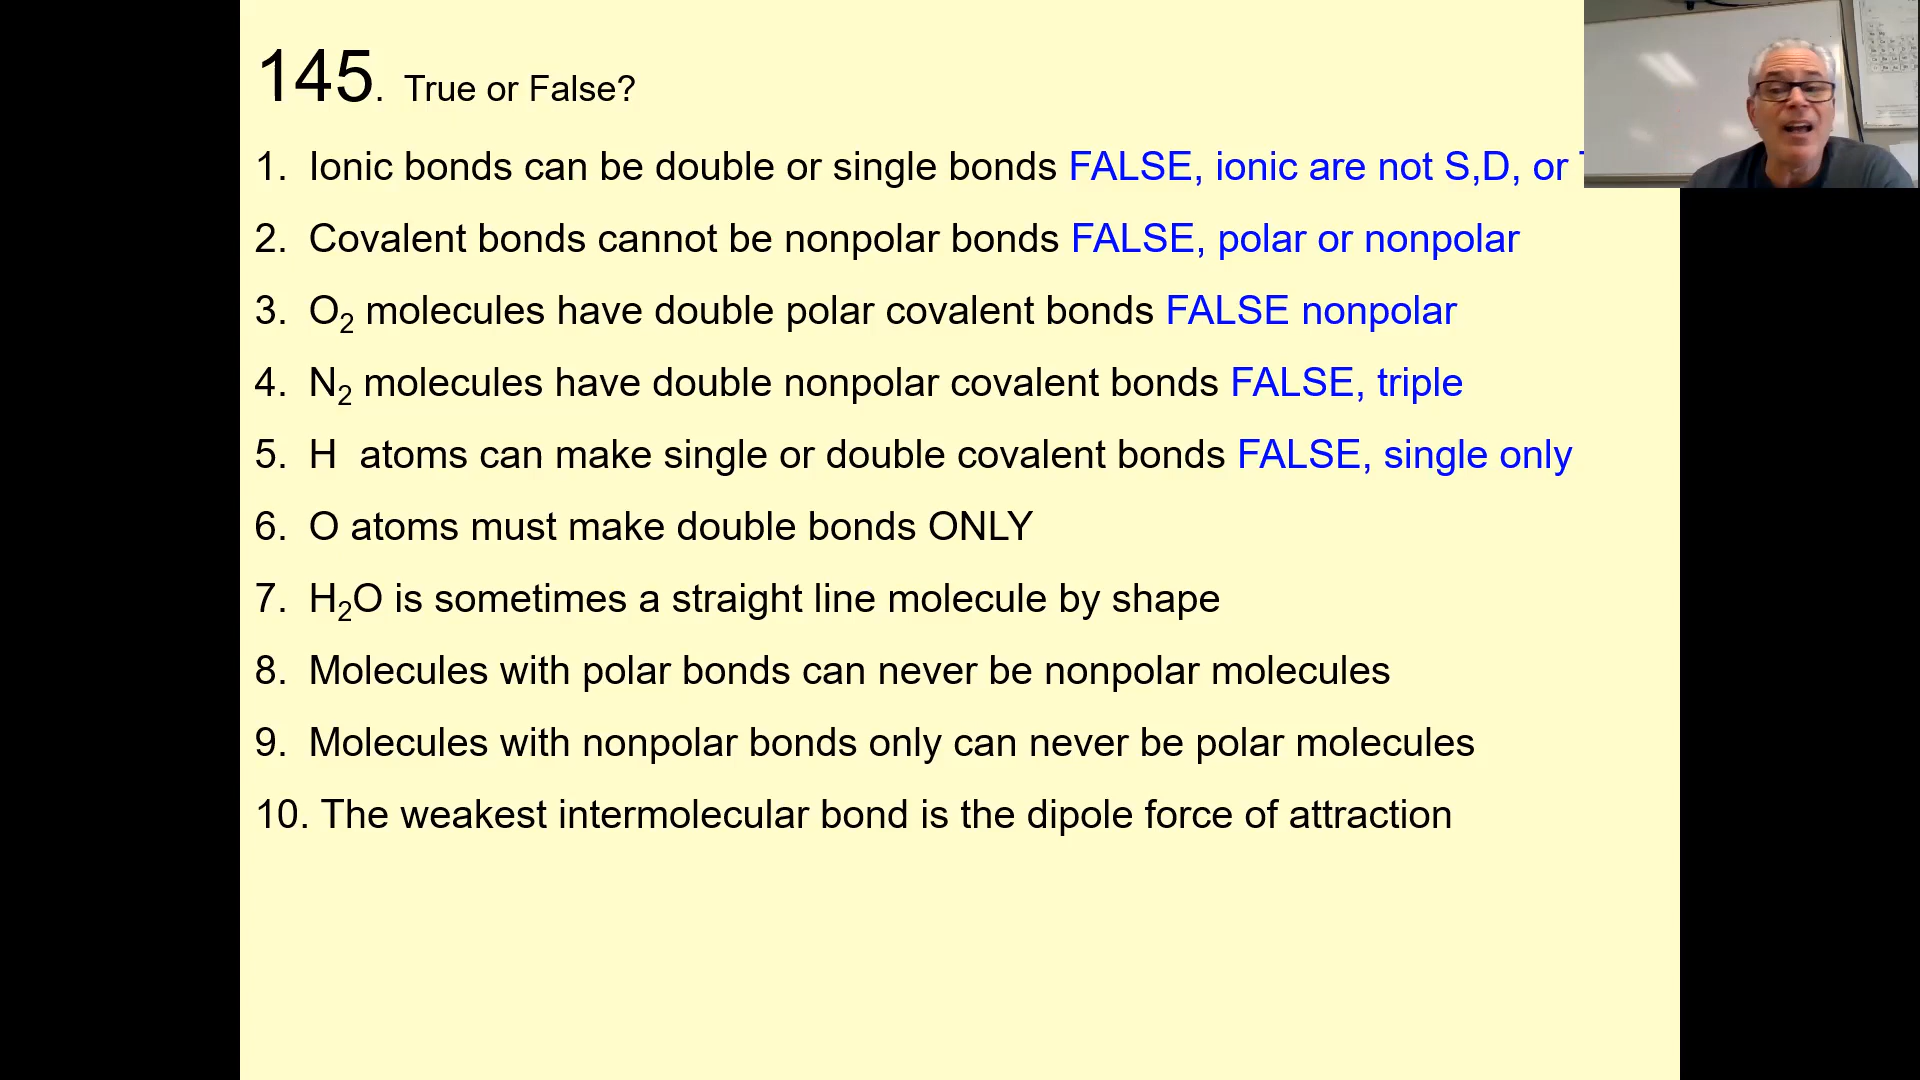 145. True or False?
1. Ionic bonds can be double or single bonds FALSE, ionic are not S,D, or
2. Covalent bonds cannot be nonpolar bonds FALSE, polar or nonpolar
3. O₂ molecules have double polar covalent bonds FALSE nonpolar
4. N₂ molecules have double nonpolar covalent bonds FALSE, triple
5. H atoms can make single or double covalent bonds FALSE, single only
6. O atoms must make double bonds ONLY
7. H₂O is sometimes a straight line molecule by shape
8. Molecules with polar bonds can never be nonpolar molecules
9. Molecules with nonpolar bonds only can never be polar molecules
10. The weakest intermolecular bond is the dipole force of attraction